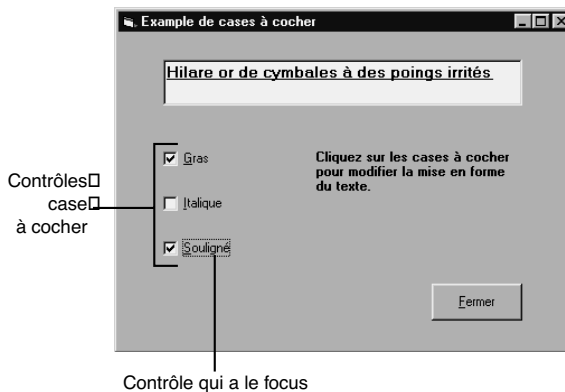 Example de cases à cocher
Hilare or de cymbales à des poings irrités
Gras
Cliquez sur les cases à cocher
pour modifier la mise en forme
du texte.
Contrôles
case
à cocher
Italique
Souligné
Fermer
Contrôle qui a le focus